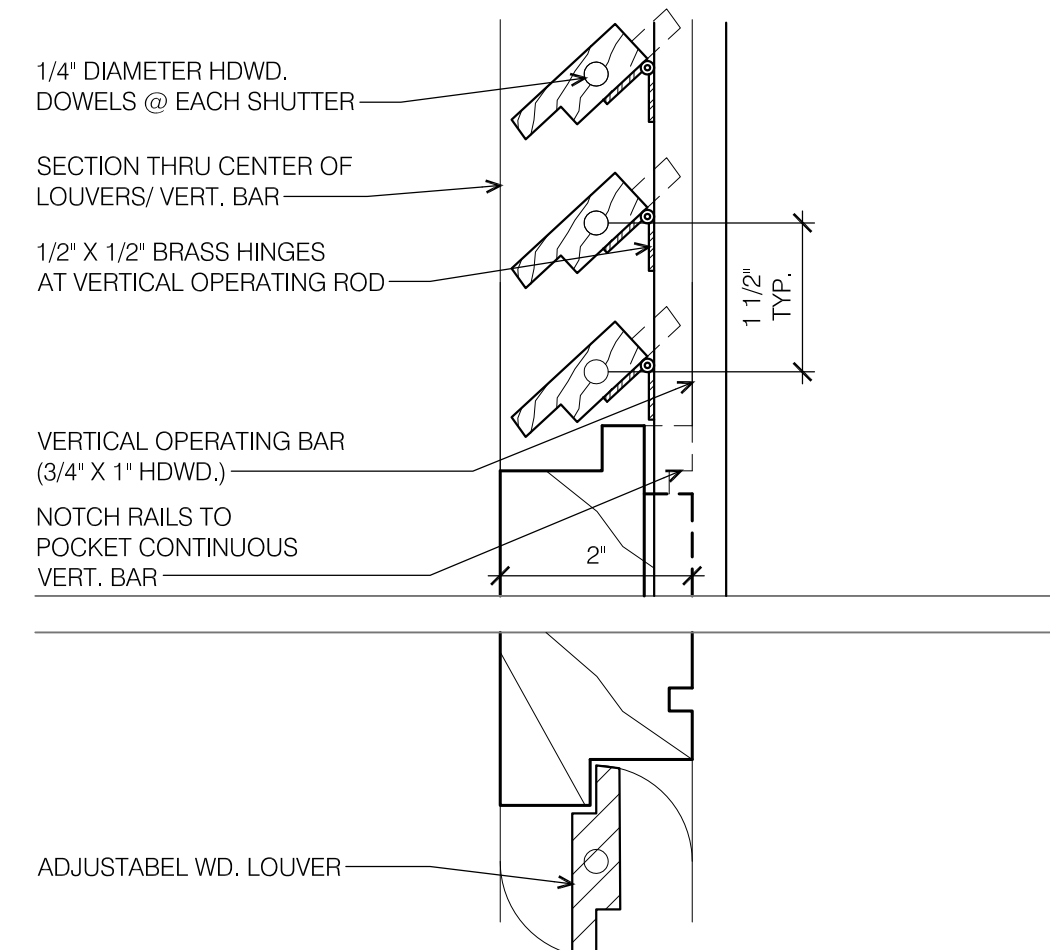 1/4" DIAMETER HDWD.
DOWELS @ EACH SHUTTER
SECTION THRU CENTER OF
LOUVERS/ VERT. BAR
1/2" X 1/2" BRASS HINGES
AT VERTICAL OPERATING ROD
1 1/2"
TYP.
VERTICAL OPERATING BAR
(3/4" X 1" HDWD.)
NOTCH RAILS TO
POCKET CONTINUOUS
VERT. BAR
2"
ADJUSTABEL WD. LOUVER